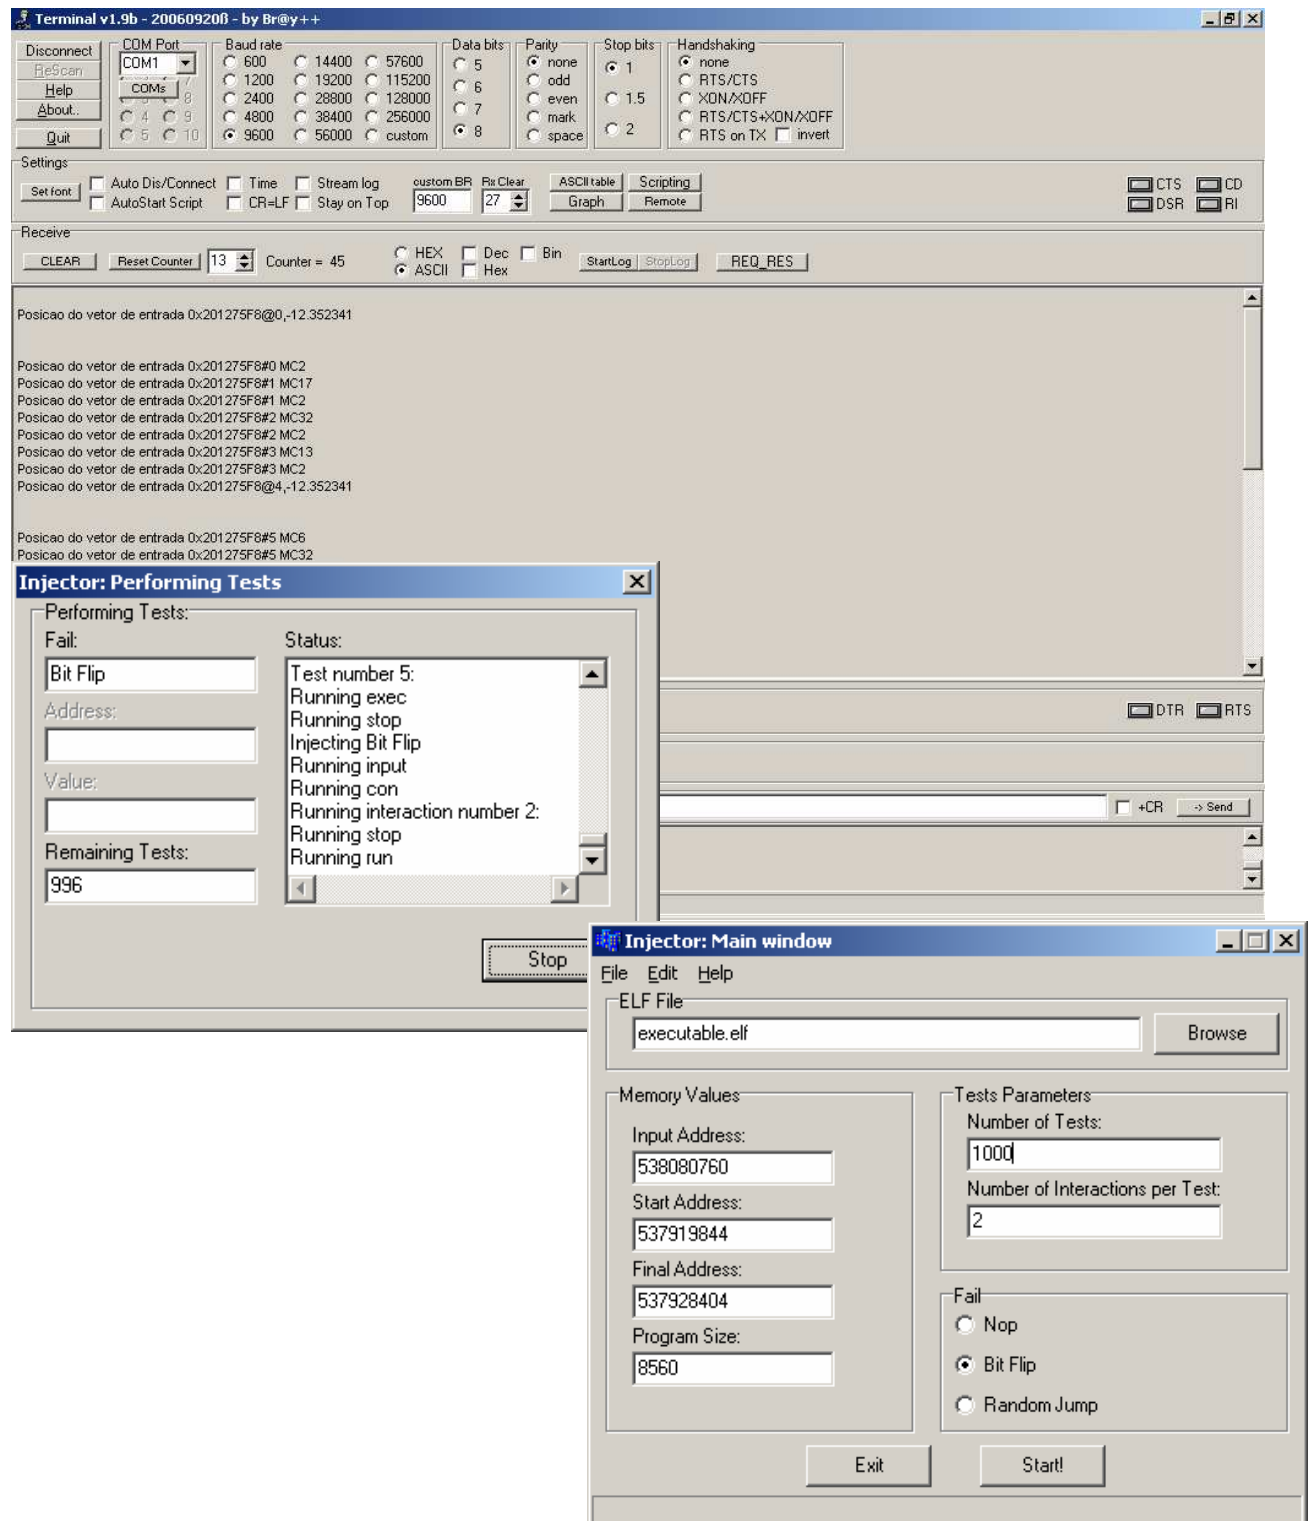 Terminal v1.9b - 20060920ß - by Br@y++
Disconnect
ReScan
Help
About..
Quit
COM Port
COM1
COMs
3 8
4 9
5 10
Baud rate
600 14400 57600
1200 19200 115200
2400 28800 128000
4800 38400 256000
9600 56000 custom
Data bits
5
6
7
8
Parity
none
odd
even
mark
space
Stop bits
1
1.5
2
Handshaking
none
RTS/CTS
XON/XOFF
RTS/CTS+XON/XOFF
RTS on TX invert
Settings
Set font
Auto Dis/Connect Time Stream log
AutoStart Script CR=LF Stay on Top
custom BR Rx Clear
9600 27
ASCII table Scripting
Graph Remote
CTS CD
DSR RI
Receive
CLEAR Reset Counter 13 Counter = 45
HEX Dec Bin
ASCII Hex
StartLog StopLog REQ_RES
Posicao do vetor de entrada 0x201275F8@0,-12.352341
Posicao do vetor de entrada 0x201275F8#0 MC2
Posicao do vetor de entrada 0x201275F8#1 MC17
Posicao do vetor de entrada 0x201275F8#1 MC2
Posicao do vetor de entrada 0x201275F8#2 MC32
Posicao do vetor de entrada 0x201275F8#2 MC2
Posicao do vetor de entrada 0x201275F8#3 MC13
Posicao do vetor de entrada 0x201275F8#3 MC2
Posicao do vetor de entrada 0x201275F8@4,-12.352341
Posicao do vetor de entrada 0x201275F8#5 MC6
Posicao do vetor de entrada 0x201275F8#5 MC32
DTR RTS
+CR -> Send
Injector: Performing Tests
Performing Tests:
Fail:
Bit Flip
Address:
Value:
Remaining Tests:
996
Status:
Test number 5:
Running exec
Running stop
Injecting Bit Flip
Running input
Running con
Running interaction number 2:
Running stop
Running run
Stop
Injector: Main window
File Edit Help
ELF File
executable.elf
Browse
Memory Values
Input Address:
538080760
Start Address:
537919844
Final Address:
537928404
Program Size:
8560
Tests Parameters
Number of Tests:
1000
Number of Interactions per Test:
2
Fail
Nop
Bit Flip
Random Jump
Exit
Start!